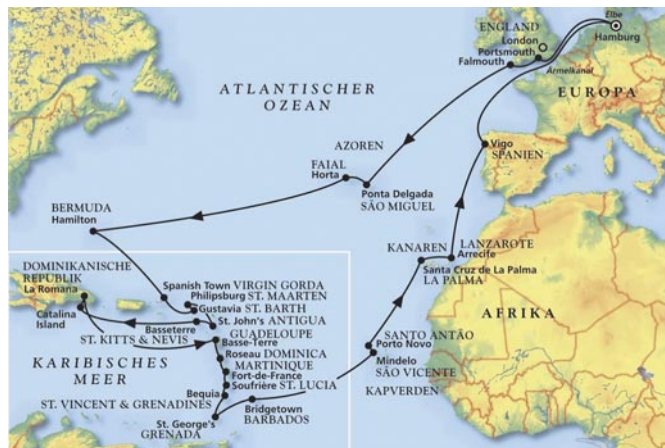 Elbe
ENGLAND
London
Hamburg
Portsmouth
Falmouth
Ärmelkanal
EUROPA
ATLANTISCHER
OZEAN
AZOREN
Vigo
SPANIEN
FAIAL
Horta
Ponta Delgada
SÃO MIGUEL
BERMUDA
Hamilton
KANAREN
LANZAROTE
Arrecife
Santa Cruz de La Palma
LA PALMA
DOMINIKANISCHE
REPUBLIK
La Romana
Spanish Town VIRGIN GORDA
Philipsburg ST. MAARTEN
Gustavia ST. BARTH
Catalina
Island
St. John's ANTIGUA
Basseterre
ST. KITTS & NEVIS
GUADELOUPE
Basse-Terre
AFRIKA
SANTO ANTÃO
Porto Novo
KARIBISCHES
MEER
Roseau DOMINICA
MARTINIQUE
Fort-de-France
Soufrière ST. LUCIA
Mindelo
SÃO VICENTE
KAPVERDEN
Bequia
ST. VINCENT & GRENADINES
Bridgetown
BARBADOS
St. George's
GRENADA